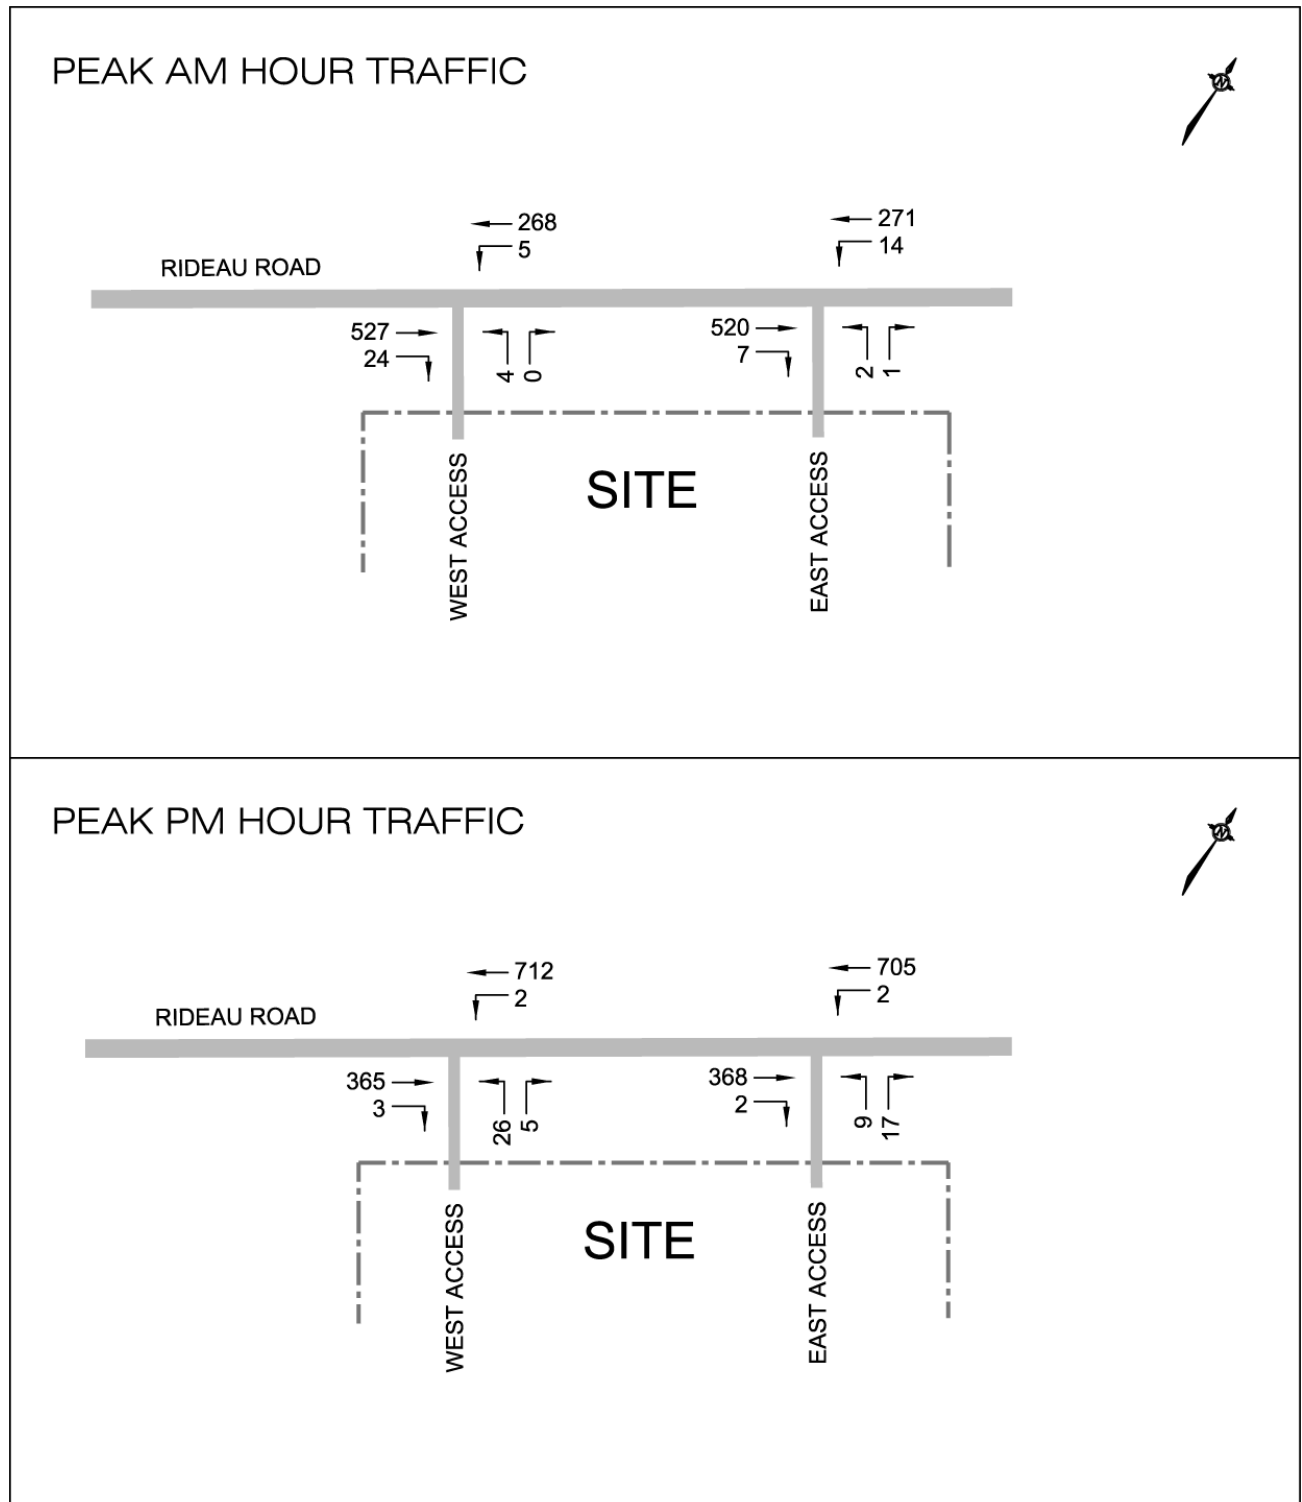 PEAK AM HOUR TRAFFIC
N
268
5
271
14
RIDEAU ROAD
527
24
4
0
520
7
2
1
SITE
WEST ACCESS
EAST ACCESS
PEAK PM HOUR TRAFFIC
N
712
2
705
2
RIDEAU ROAD
365
3
26
5
368
2
9
17
SITE
WEST ACCESS
EAST ACCESS